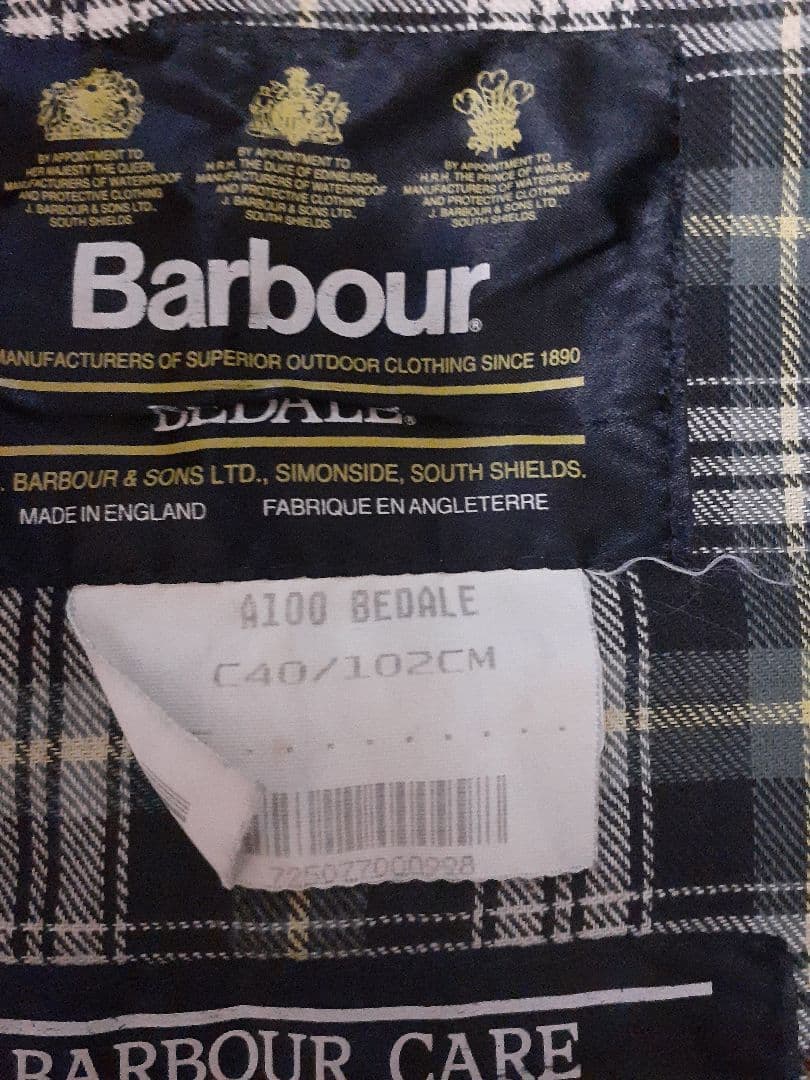 BY APPOINTMENT TO
HER MAJESTY THE QUEEN
MANUFACTURERS OF WATERPROOF
AND PROTECTIVE CLOTHING
J. BARBOUR & SONS LTD.
SOUTH SHIELDS
BY APPOINTMENT TO
H.R.H. THE DUKE OF EDINBURGH
MANUFACTURERS OF WATERPROOF
AND PROTECTIVE CLOTHING
J. BARBOUR & SONS LTD.
SOUTH SHIELDS
BY APPOINTMENT TO
H.R.H. THE PRINCE OF WALES
MANUFACTURERS OF WATERPROOF
AND PROTECTIVE CLOTHING
J. BARBOUR & SONS LTD.
SOUTH SHIELDS.
Barbour®
MANUFACTURERS OF SUPERIOR OUTDOOR CLOTHING SINCE 1890
BEDALE®
. BARBOUR & SONS LTD., SIMONSIDE, SOUTH SHIELDS.
MADE IN ENGLAND FABRIQUE EN ANGLETERRE
A100 BEDALE
C40/102CM
BARBOUR CARE